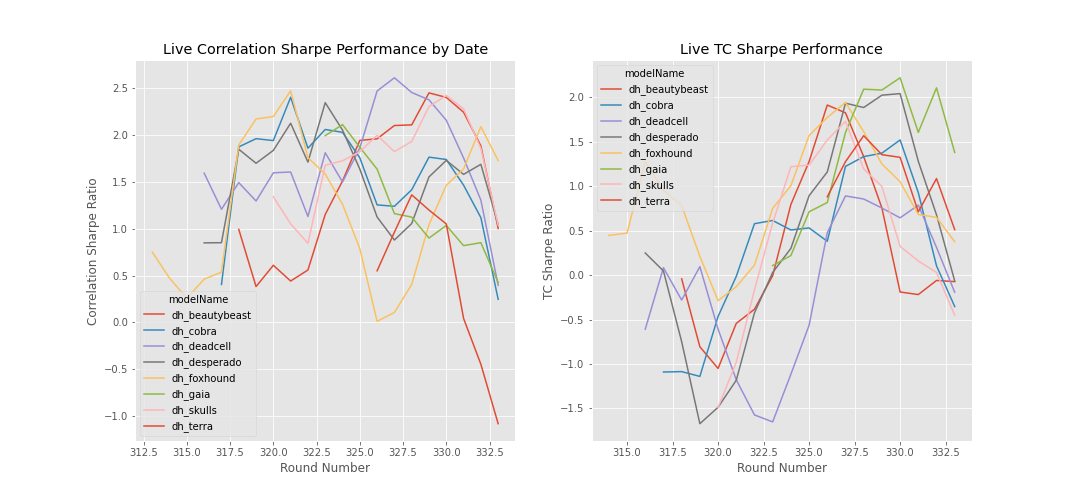 Live Correlation Sharpe Performance by Date
Correlation Sharpe Ratio
2.5
2.0
1.5
1.0
0.5
0.0
−0.5
−1.0
modelName
dh_beautybeast
dh_cobra
dh_deadcell
dh_desperado
dh_foxhound
dh_gaia
dh_skulls
dh_terra
312.5 315.0 317.5 320.0 322.5 325.0 327.5 330.0 332.5
Round Number
Live TC Sharpe Performance
TC Sharpe Ratio
2.0
1.5
1.0
0.5
0.0
−0.5
−1.0
−1.5
modelName
dh_beautybeast
dh_cobra
dh_deadcell
dh_desperado
dh_foxhound
dh_gaia
dh_skulls
dh_terra
315.0 317.5 320.0 322.5 325.0 327.5 330.0 332.5
Round Number